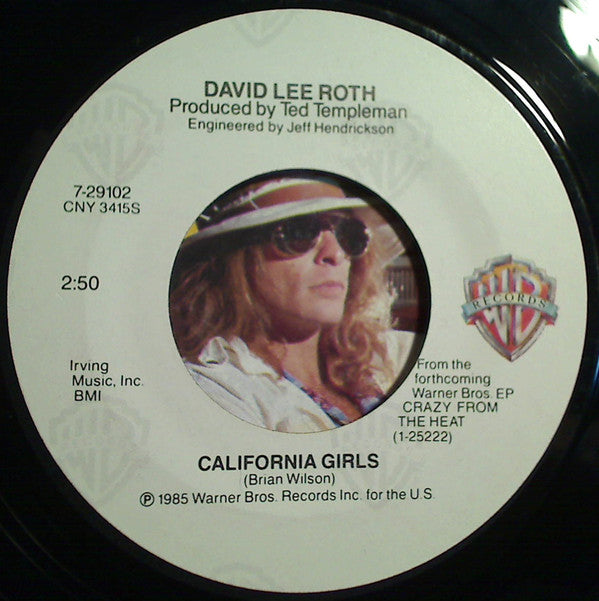 DAVID LEE ROTH
Produced by Ted Templeman
Engineered by Jeff Hendrickson
7-29102
CNY 3415S
2:50
WB
RECORDS
Irving
Music, Inc.
BMI
From the
forthcoming
Warner Bros. EP
CRAZY FROM
THE HEAT
(1-25222)
CALIFORNIA GIRLS
(Brian Wilson)
℗ 1985 Warner Bros. Records Inc. for the U.S.